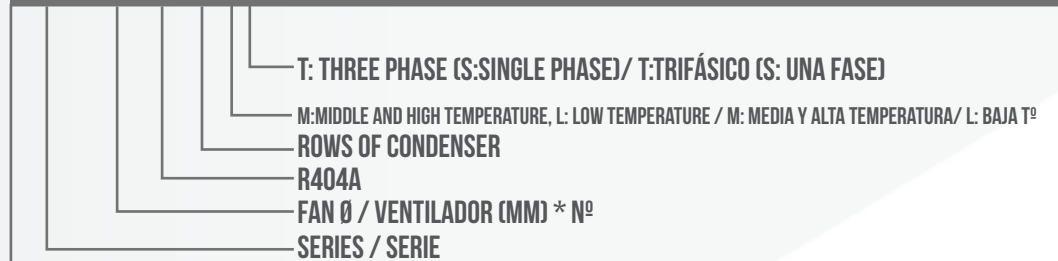 T: THREE PHASE (S:SINGLE PHASE)/ T:TRIFÁSICO (S: UNA FASE)
M:MIDDLE AND HIGH TEMPERATURE, L: LOW TEMPERATURE / M: MEDIA Y ALTA TEMPERATURA/ L: BAJA Tº
ROWS OF CONDENSER
R404A
FAN Ø / VENTILADOR (MM) * Nº
SERIES / SERIE